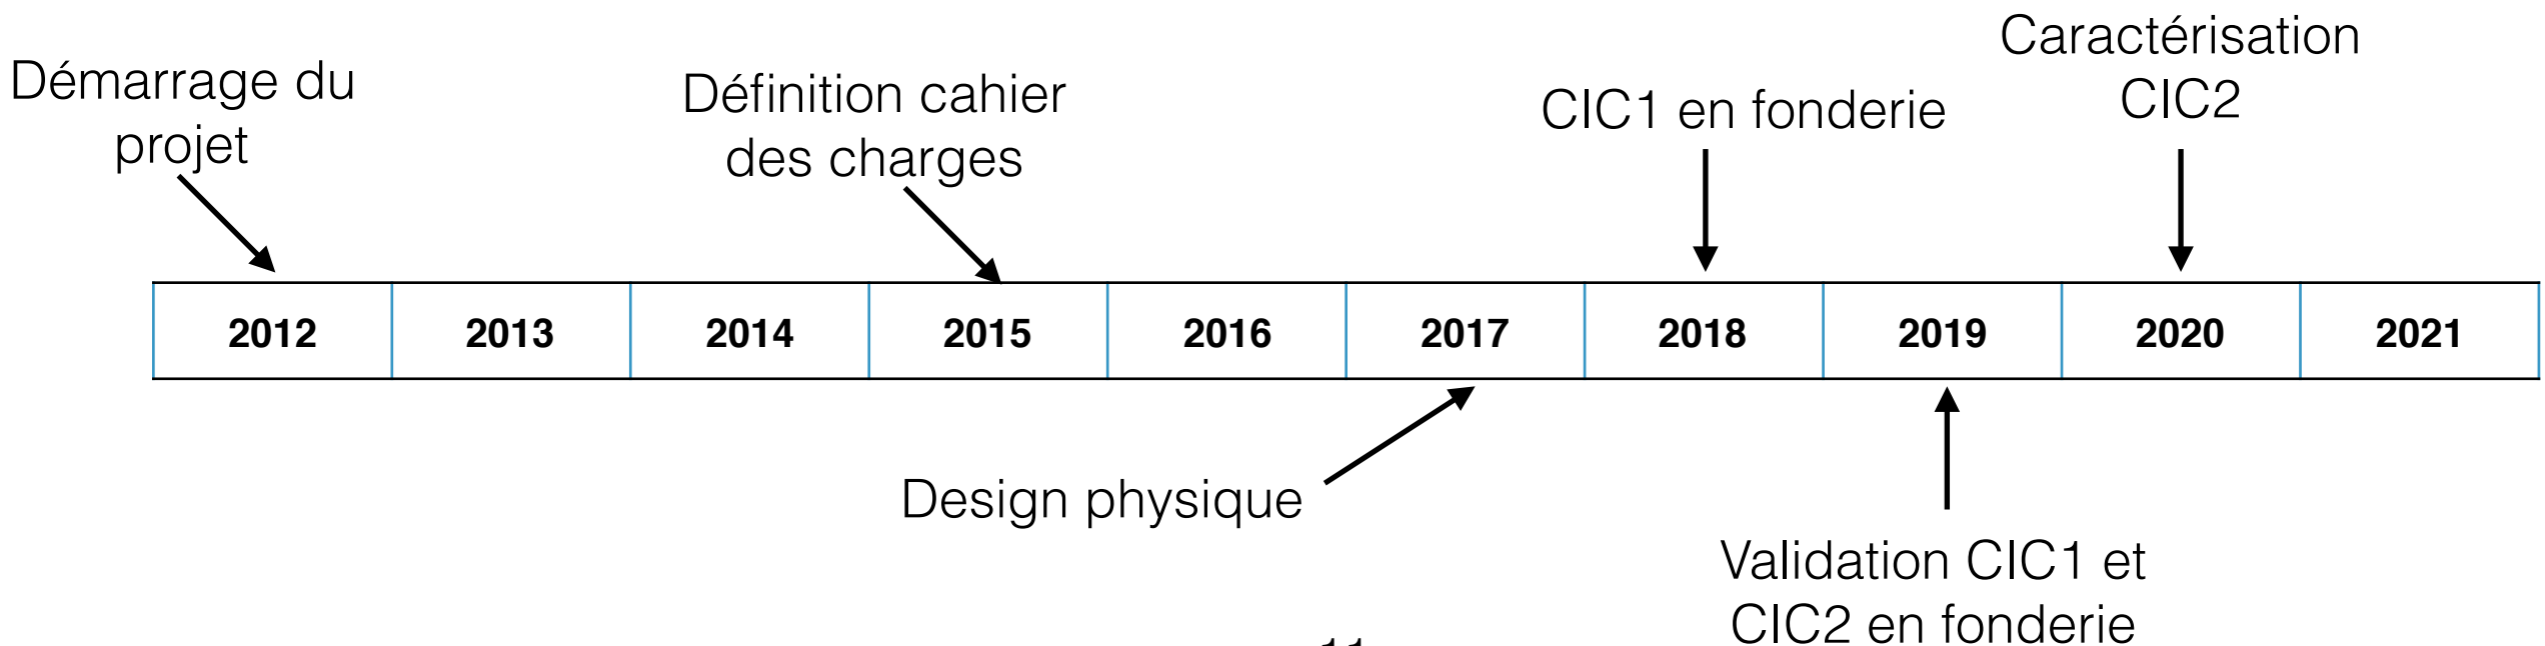 Démarrage du
projet
Définition cahier
des charges
CIC1 en fonderie
Caractérisation
CIC2
2012 2013 2014 2015 2016 2017 2018 2019 2020 2021
Design physique
Validation CIC1 et
CIC2 en fonderie